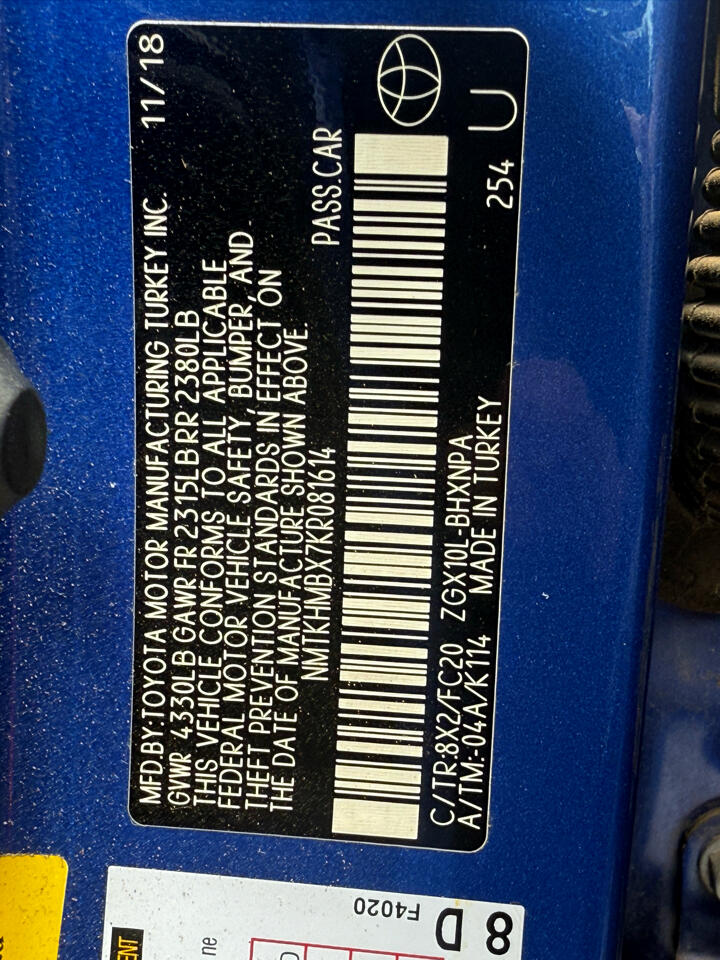 MFD.BY:TOYOTA MOTOR MANUFACTURING TURKEY INC. 11/18
GVWR 4330LB GAWR FR 2315LB RR 2380LB
THIS VEHICLE CONFORMS TO ALL APPLICABLE
FEDERAL MOTOR VEHICLE SAFETY, BUMPER, AND
THEFT PREVENTION STANDARDS IN EFFECT ON
THE DATE OF MANUFACTURE SHOWN ABOVE.
NMTKHMBX7KR081614 PASS.CAR
C/TR:8X2/FC20 ZGX10L-BHXNPA
A/TM:-04A/K114 MADE IN TURKEY 254 U
F4020
8
D
ne
ENT